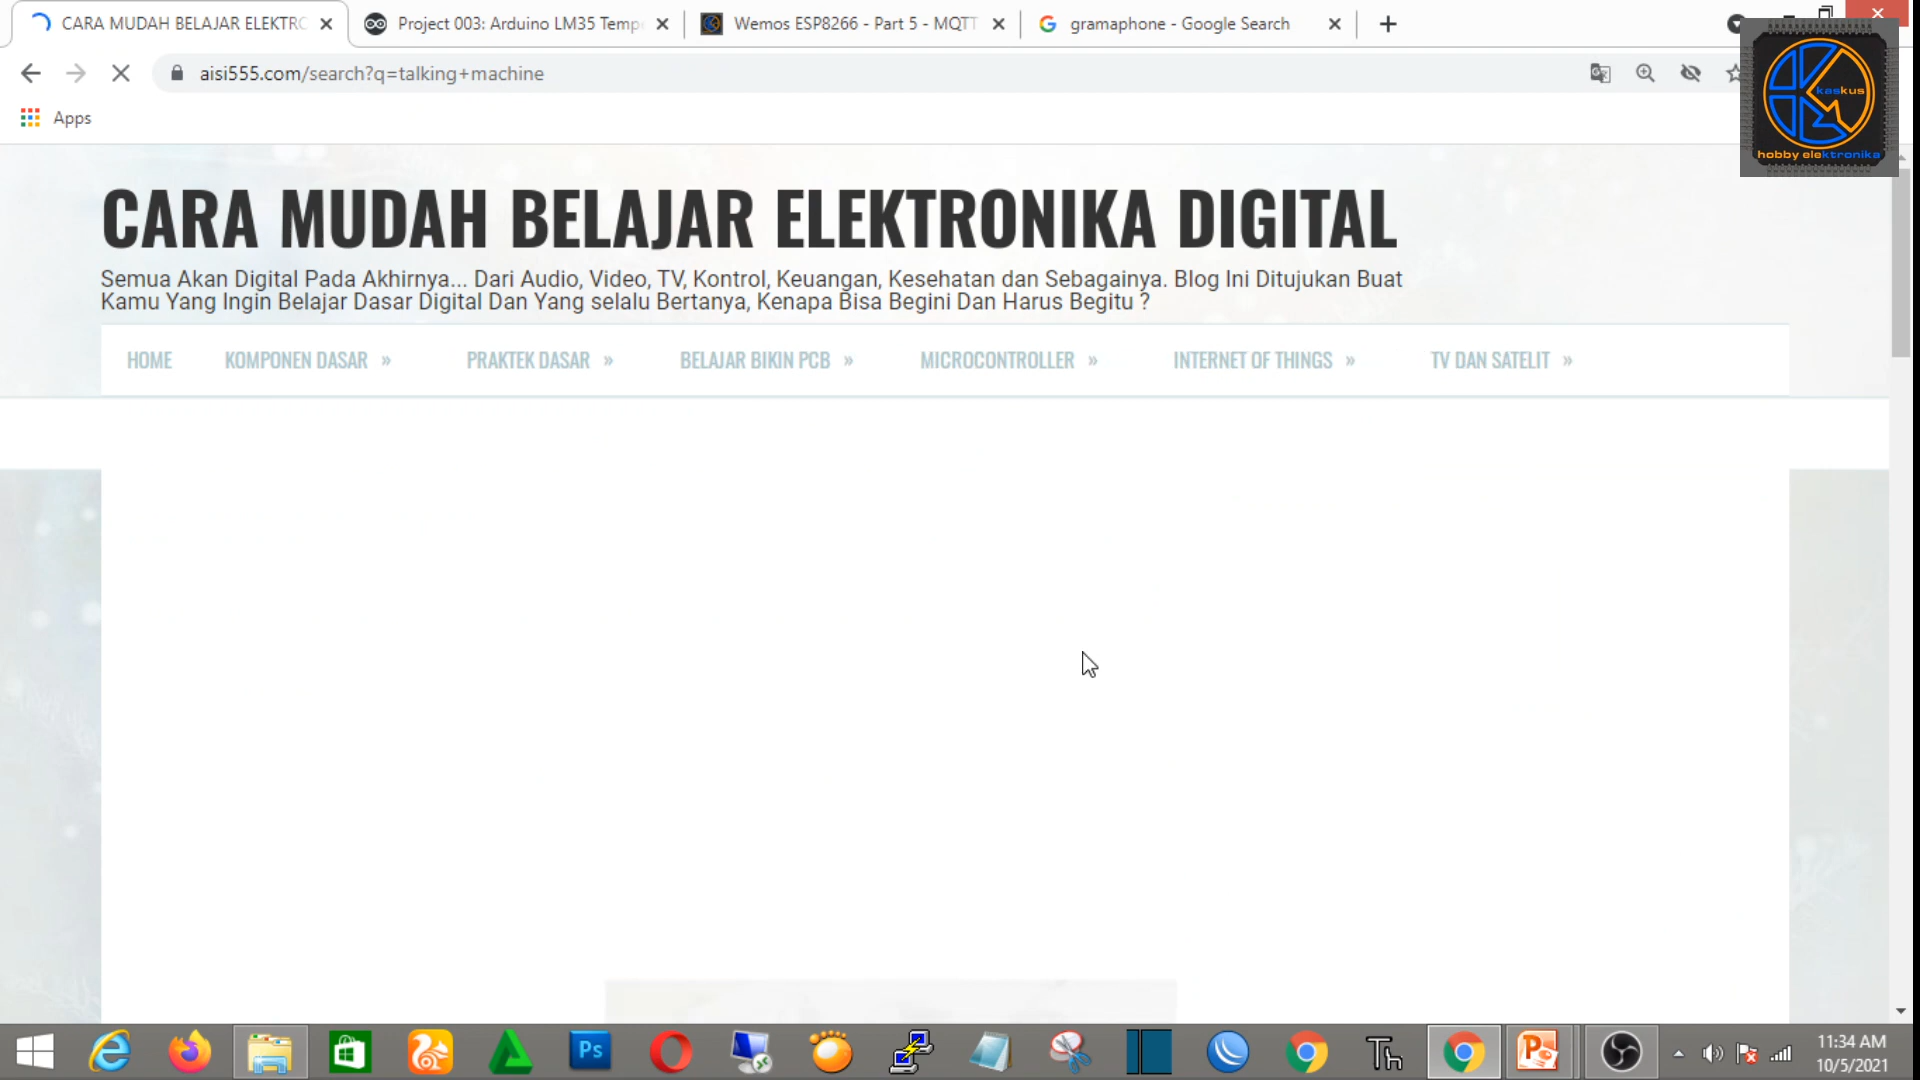 CARA MUDAH BELAJAR ELEKTRC
Project 003: Arduino LM35 Temp
Wemos ESP8266 - Part 5 - MQTT
gramaphone - Google Search
aisi555.com/search?q=talking+machine
Apps
kaskus
hobby elektronika
CARA MUDAH BELAJAR ELEKTRONIKA DIGITAL
Semua Akan Digital Pada Akhirnya... Dari Audio, Video, TV, Kontrol, Keuangan, Kesehatan dan Sebagainya. Blog Ini Ditujukan Buat
Kamu Yang Ingin Belajar Dasar Digital Dan Yang selalu Bertanya, Kenapa Bisa Begini Dan Harus Begitu ?
HOME KOMPONEN DASAR » PRAKTEK DASAR » BELAJAR BIKIN PCB » MICROCONTROLLER » INTERNET OF THINGS » TV DAN SATELIT »
Ps
Th
11:34 AM
10/5/2021